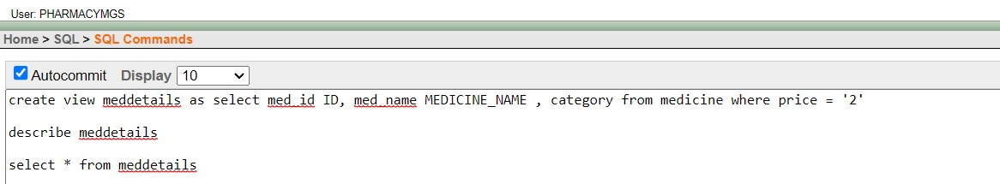 User: PHARMACYMGS
Home > SQL > SQL Commands
Autocommit Display 10
create view meddetails as select med_id ID, med_name MEDICINE_NAME , category from medicine where price = '2'
describe meddetails
select * from meddetails